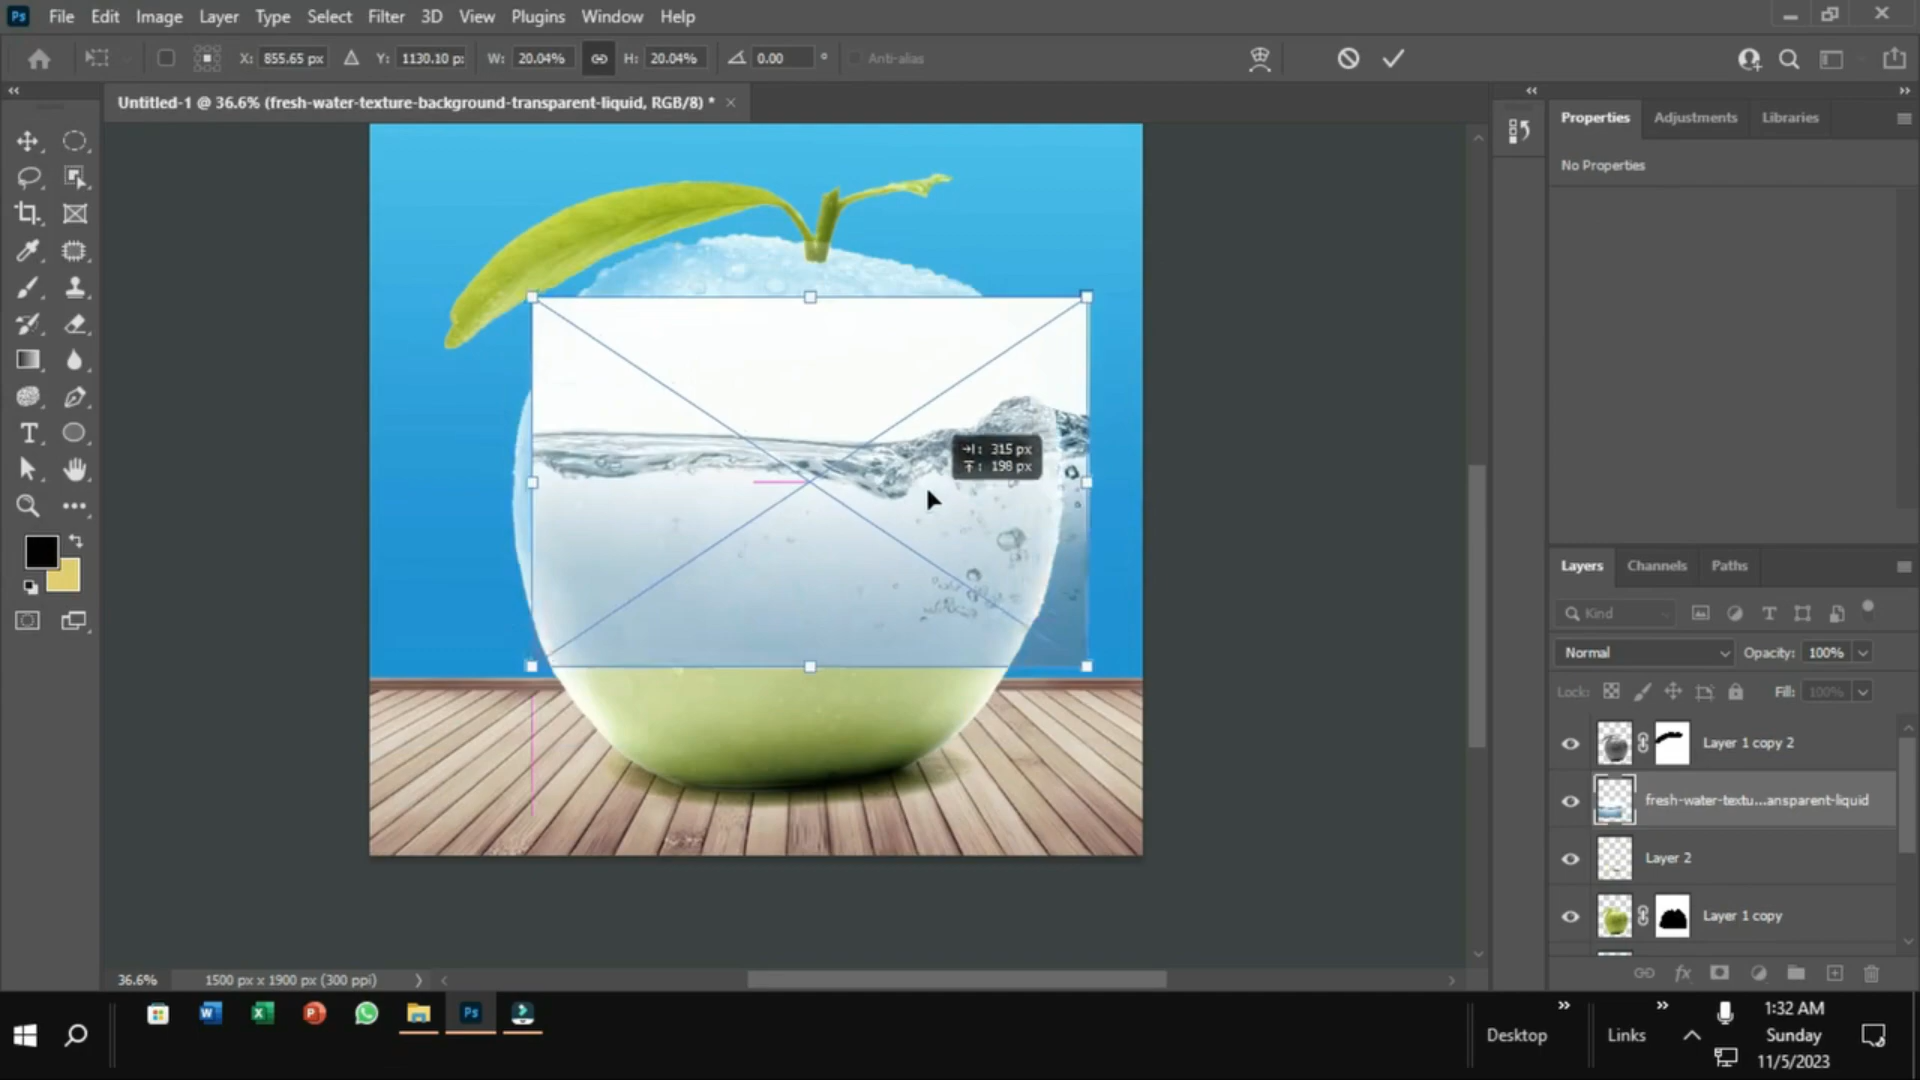 Ps File Edit Image Layer Type Select Filter 3D View Plugins Window Help
X: 855.65 px Y: 1130.10 p: W: 20.04% H: 20.04% 0.00 ° Anti-alias
Untitled-1 @ 36.6% (fresh-water-texture-background-transparent-liquid, RGB/8) * ×
Properties Adjustments Libraries
No Properties
315 px
198 px
T
Layers Channels Paths
Kind
Normal Opacity: 100%
Lock: Fill: 100%
Layer 1 copy 2
fresh-water-textu...ansparent-liquid
Layer 2
Layer 1 copy
fx
36.6% 1500 px x 1900 px (300 ppi)
W X P Ps
Desktop Links
1:32 AM
Sunday
11/5/2023